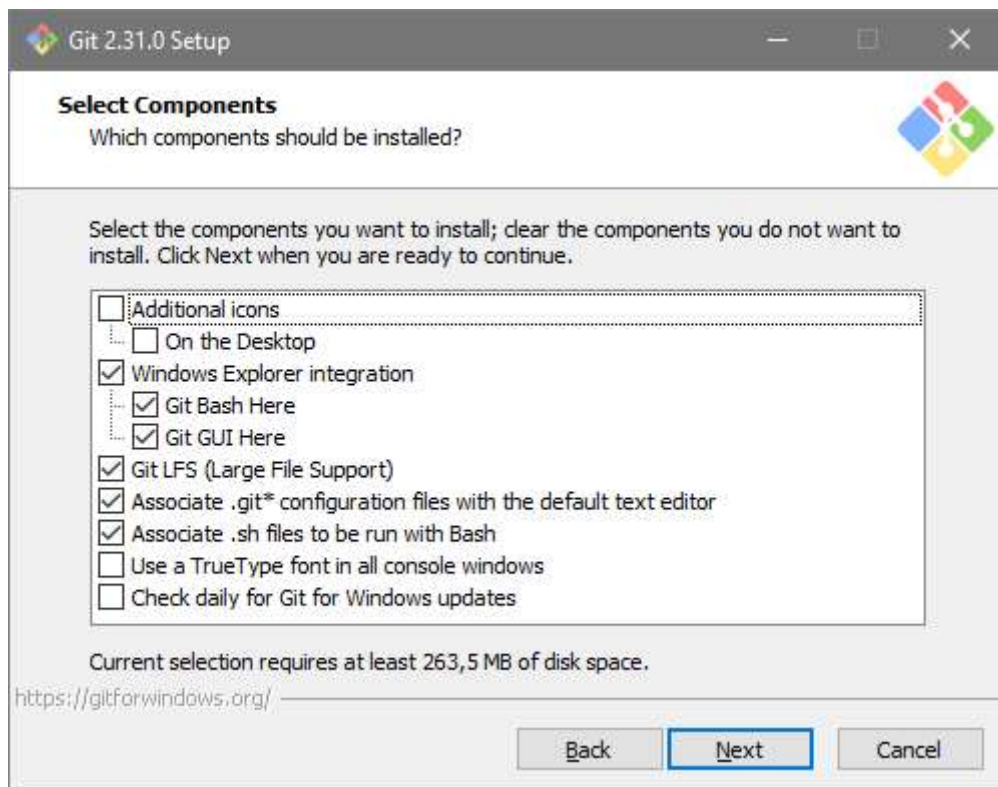 Git 2.31.0 Setup
Select Components
Which components should be installed?
Select the components you want to install; clear the components you do not want to
install. Click Next when you are ready to continue.
Additional icons
On the Desktop
Windows Explorer integration
Git Bash Here
Git GUI Here
Git LFS (Large File Support)
Associate .git* configuration files with the default text editor
Associate .sh files to be run with Bash
Use a TrueType font in all console windows
Check daily for Git for Windows updates
Current selection requires at least 263,5 MB of disk space.
https://gitforwindows.org/
Back Next Cancel